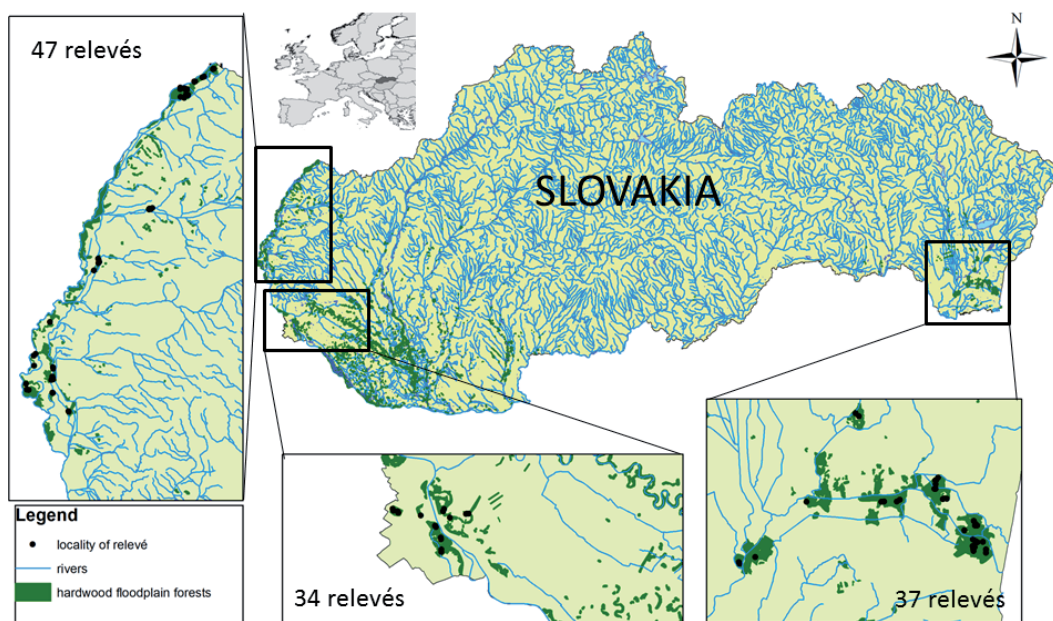 47 relevés
N
SLOVAKIA
Legend
locality of relevé
rivers
hardwood floodplain forests
34 relevés
37 relevés